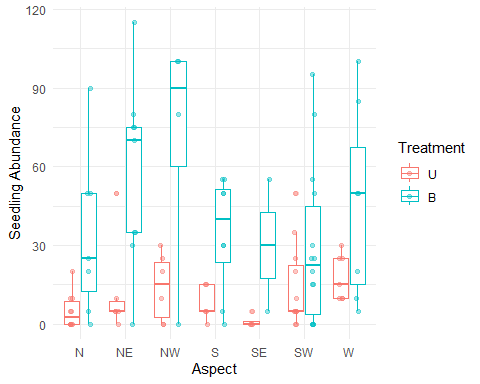 120
90
60
30
0
Seedling Abundance
N NE NW S SE SW W
Aspect
Treatment
U
B